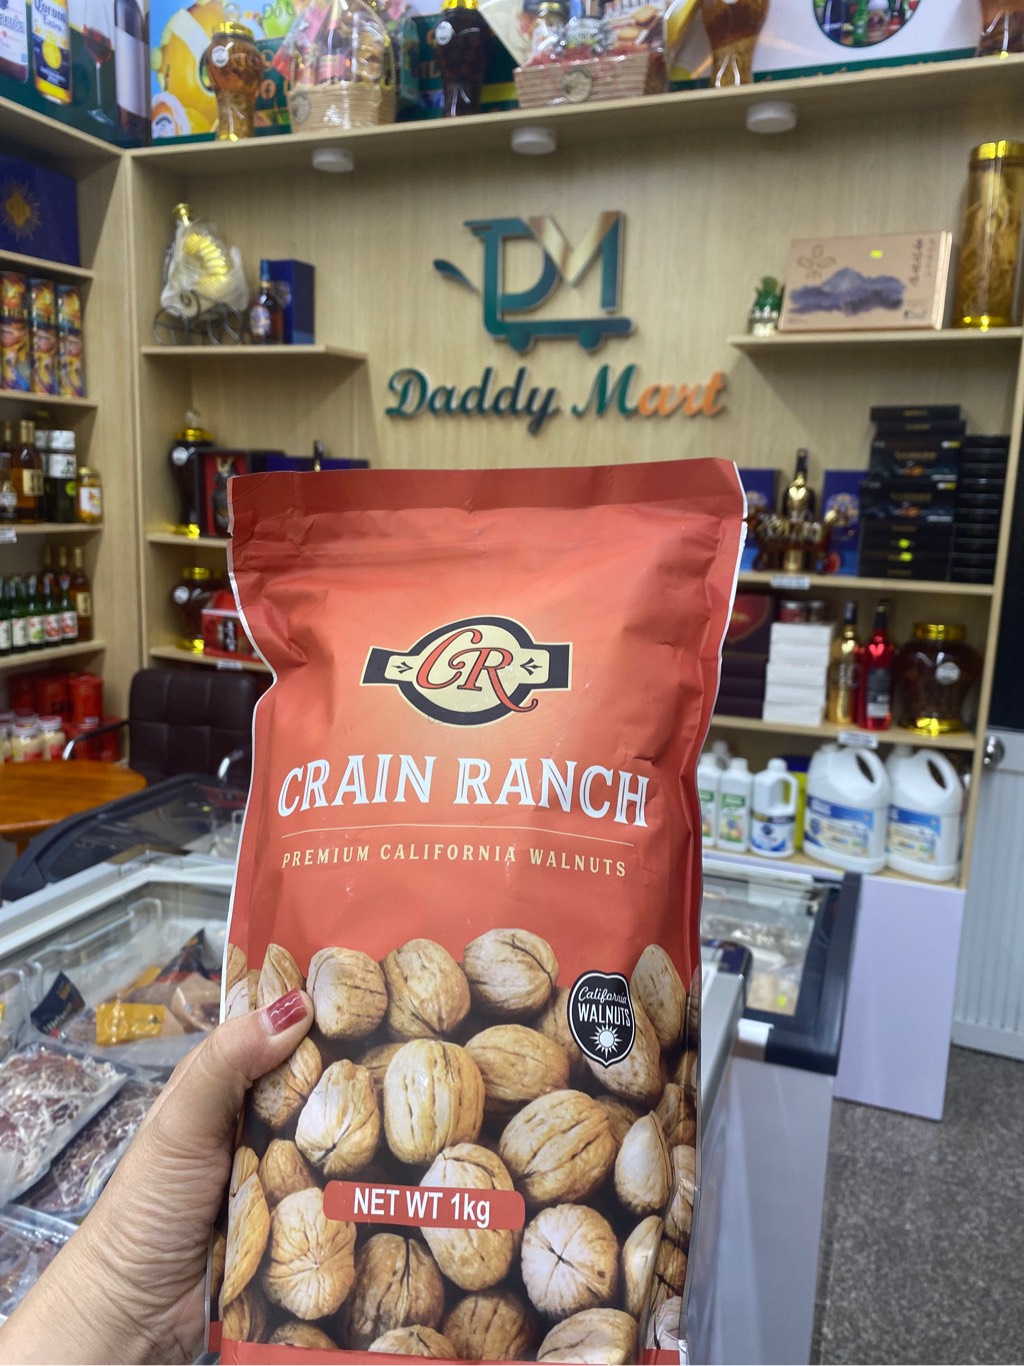 DM
Daddy Mart
CR
CRAIN RANCH
PREMIUM CALIFORNIA WALNUTS
California
WALNUTS
NET WT 1kg